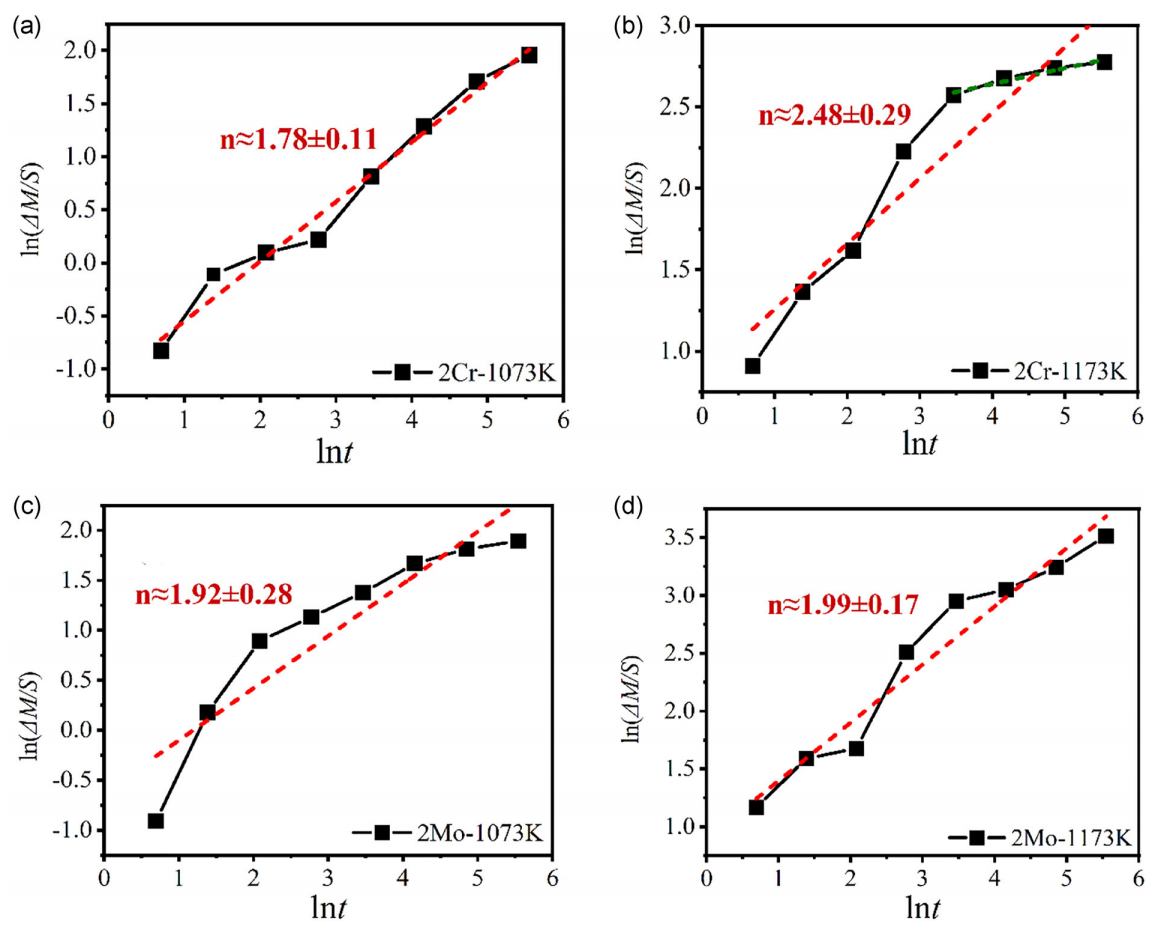 (a)
2.0
1.5
1.0
0.5
0.0
-0.5
-1.0
ln(ΔM/S)
n≈1.78±0.11
2Cr-1073K
0 1 2 3 4 5 6
lnt
(b)
3.0
2.5
2.0
1.5
1.0
ln(ΔM/S)
n≈2.48±0.29
2Cr-1173K
0 1 2 3 4 5 6
lnt
(c)
2.0
1.5
1.0
0.5
0.0
-0.5
-1.0
ln(ΔM/S)
n≈1.92±0.28
2Mo-1073K
0 1 2 3 4 5 6
lnt
(d)
3.5
3.0
2.5
2.0
1.5
1.0
ln(ΔM/S)
n≈1.99±0.17
2Mo-1173K
0 1 2 3 4 5 6
lnt